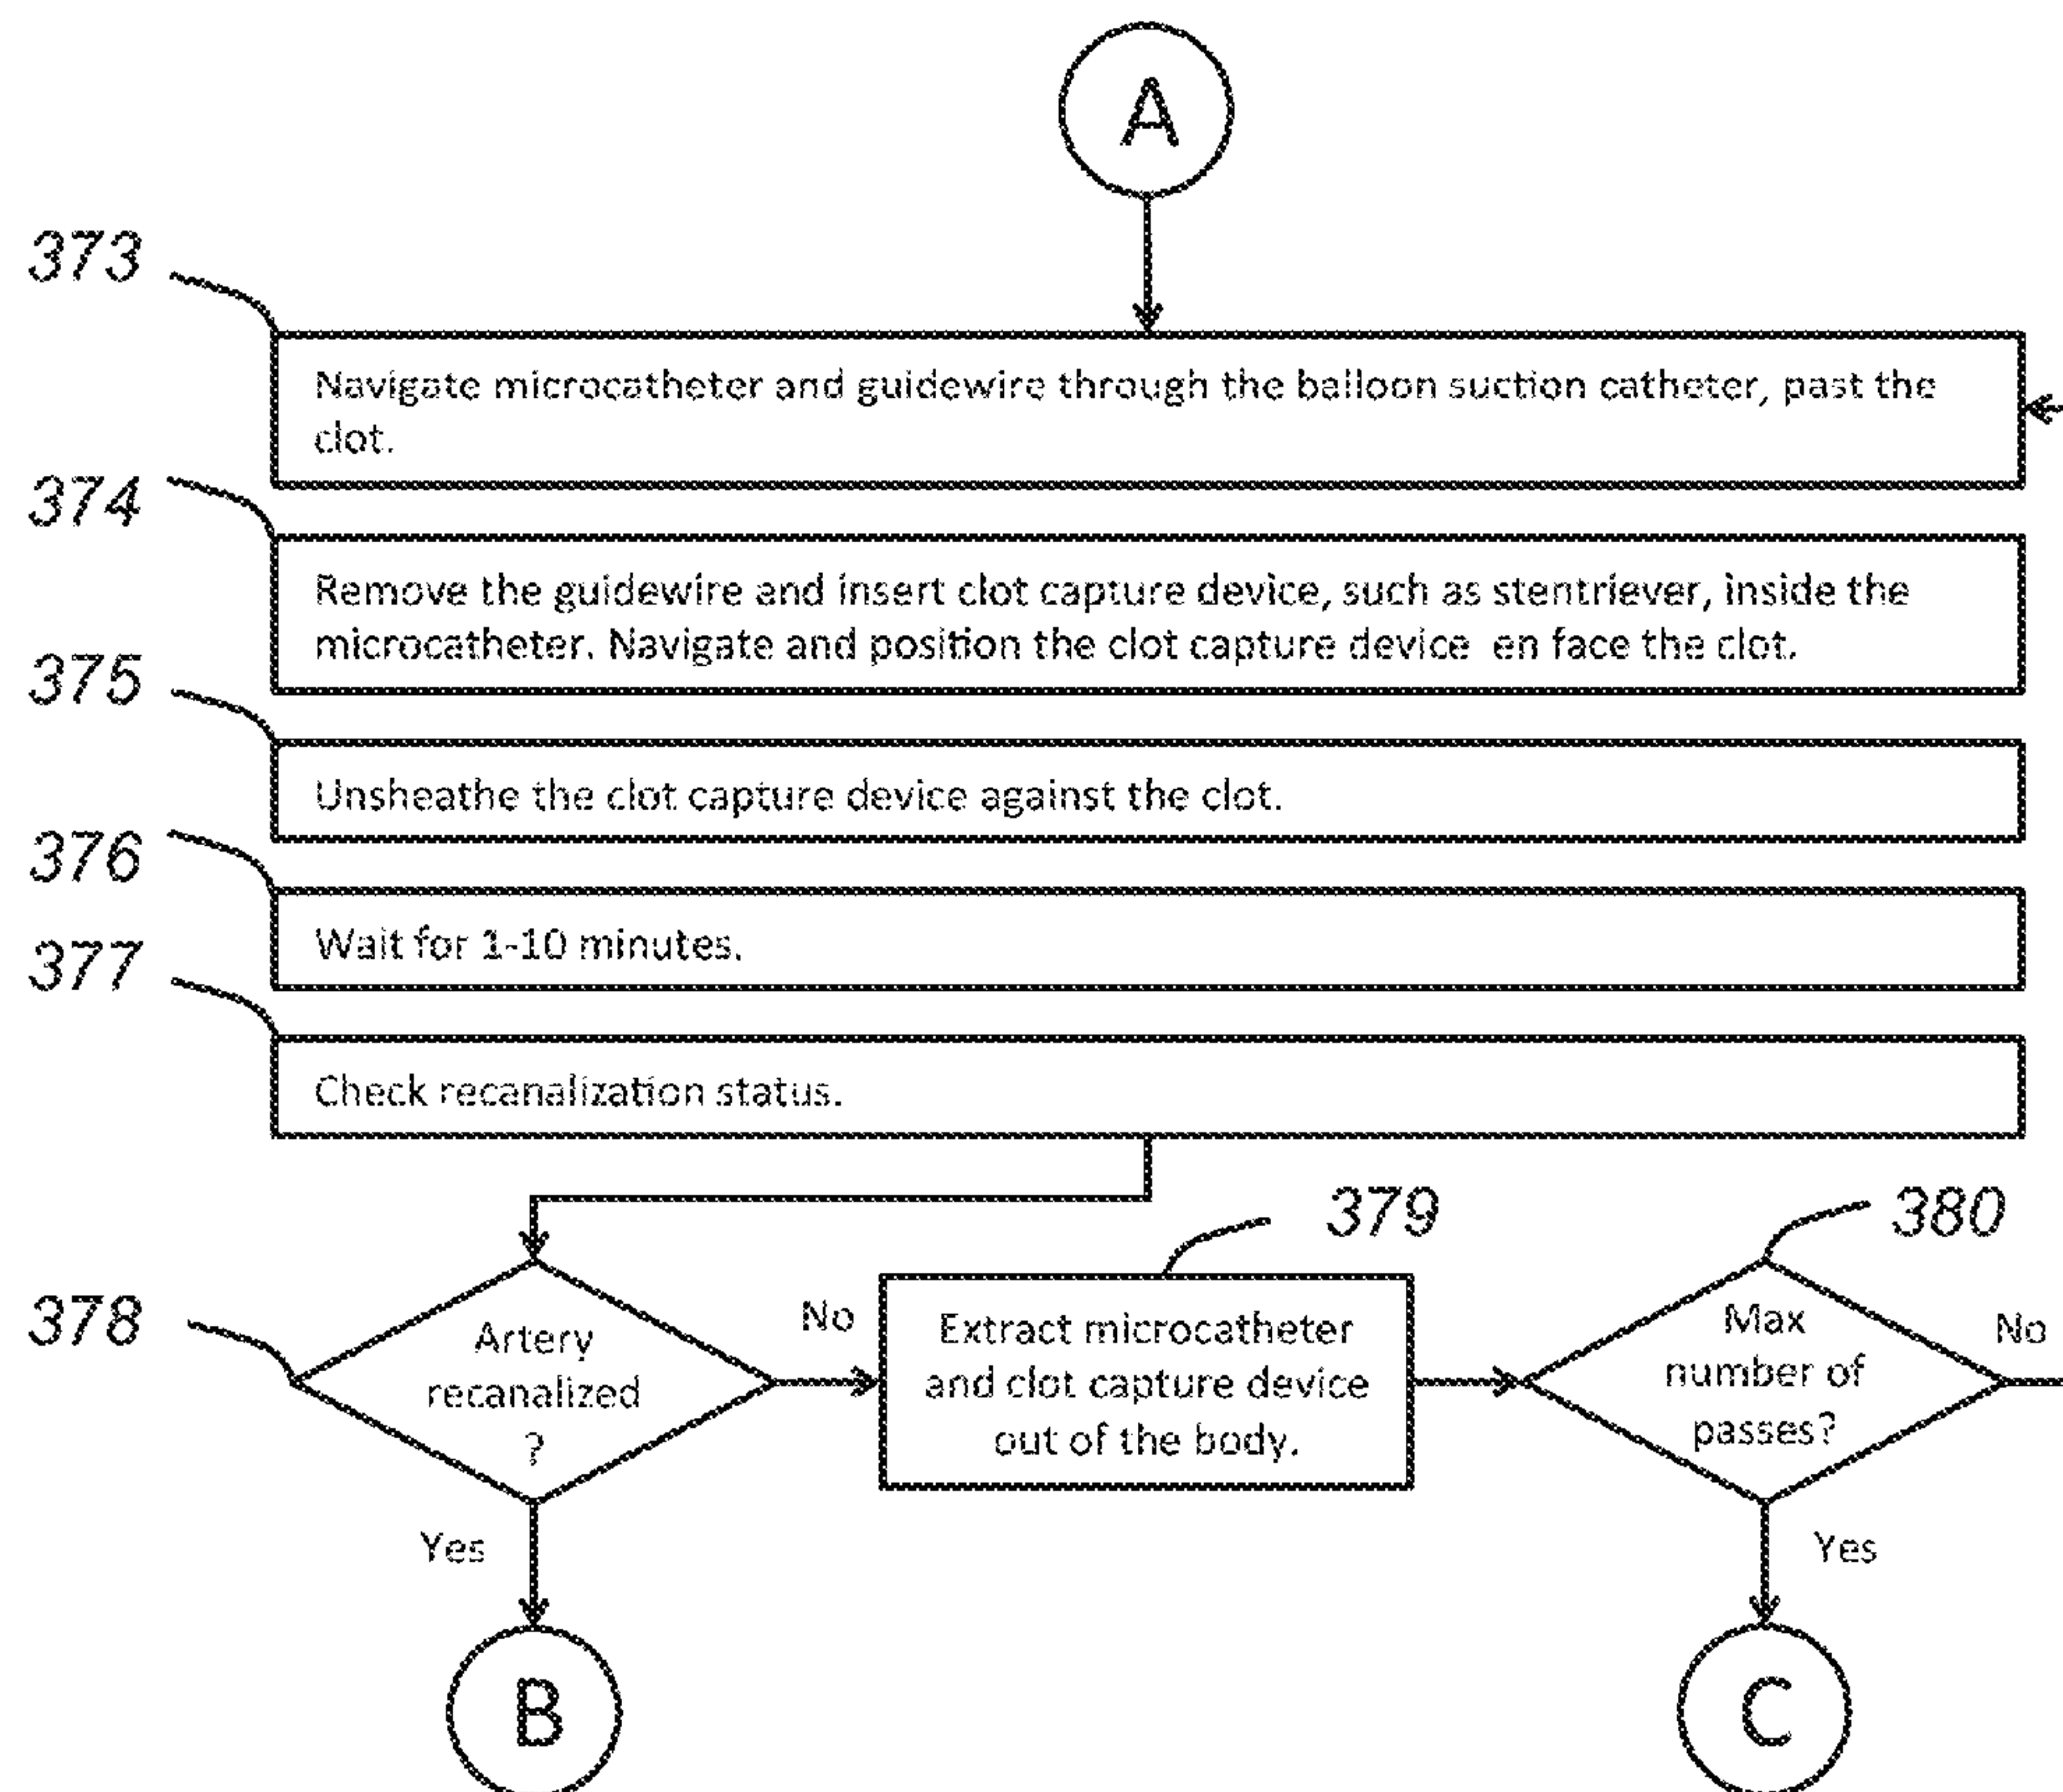 A
373
Navigate microcatheter and guidewire through the balloon suction catheter, past the
clot.
374
Remove the guidewire and insert clot capture device, such as stentriever, inside the
microcatheter. Navigate and position the clot capture device en face the clot.
375
Unsheathe the clot capture device against the clot.
376
Wait for 1-10 minutes.
377
Check recanalization status.
378
Artery
recanalized
?
No
Yes
379
Extract microcatheter
and clot capture device
out of the body.
380
Max
number of
passes?
No
Yes
B
C